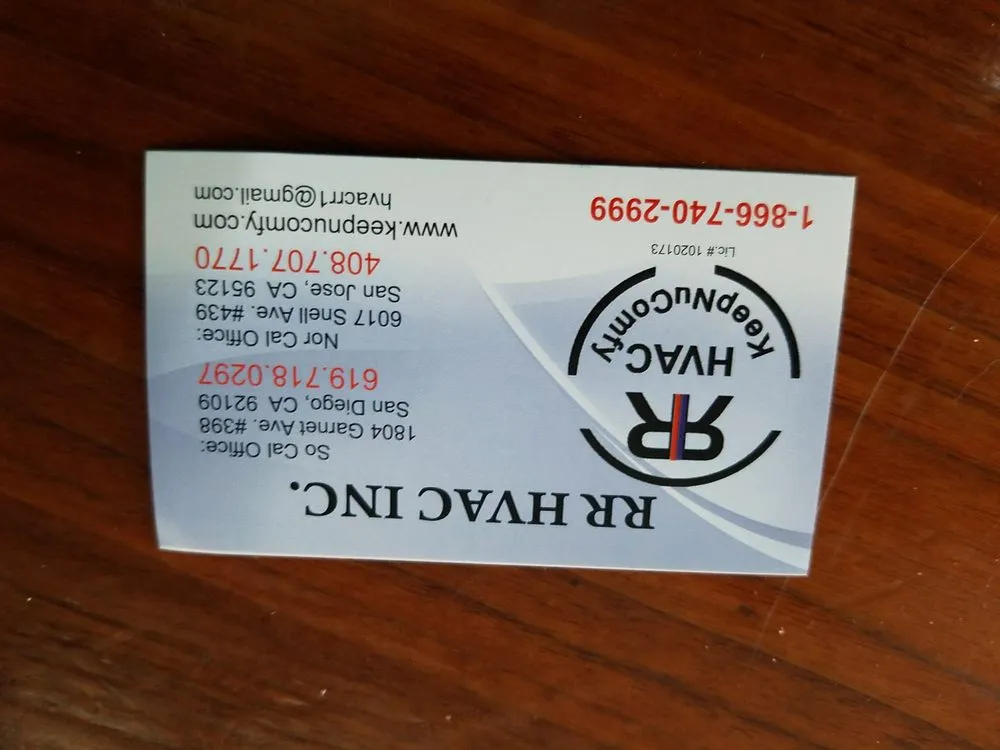 RR HVAC INC.
RR
HVAC
KeepNuComfy
Lic.# 1020173
1-866-740-2999
So Cal Office:
1804 Garnet Ave. #398
San Diego, CA 92109
619.718.0297
Nor Cal Office:
6017 Snell Ave. #439
San Jose, CA 95123
408.707.1770
www.keepnucomfy.com
hvacrr1@gmail.com